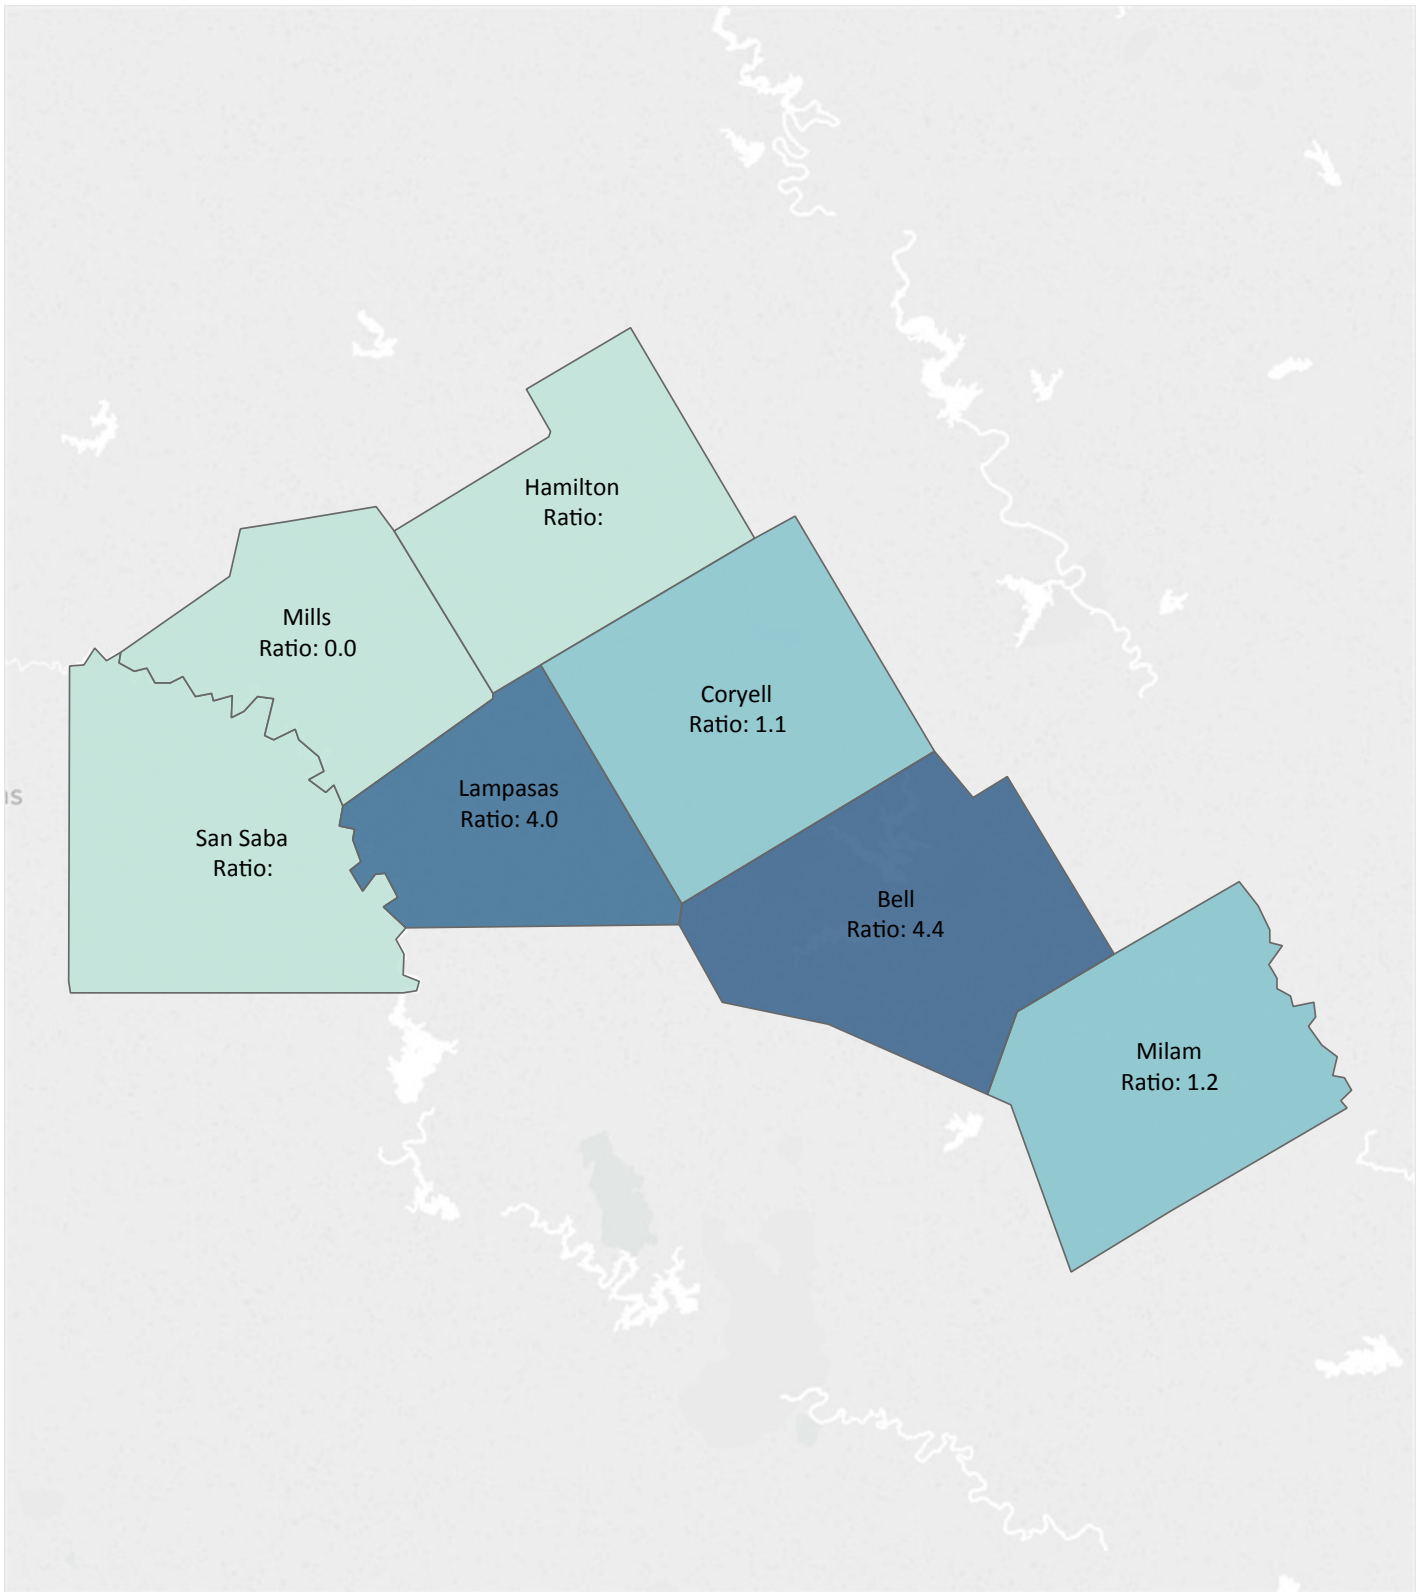 Hamilton
Ratio:
Mills
Ratio: 0.0
Coryell
Ratio: 1.1
Lampasas
Ratio: 4.0
San Saba
Ratio:
Bell
Ratio: 4.4
Milam
Ratio: 1.2